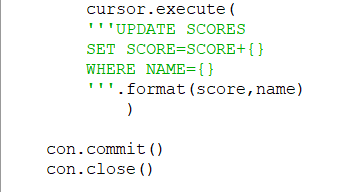 cursor.execute(
'''UPDATE SCORES
SET SCORE=SCORE+{}
WHERE NAME={}
'''.format(score,name)
)
con.commit()
con.close()